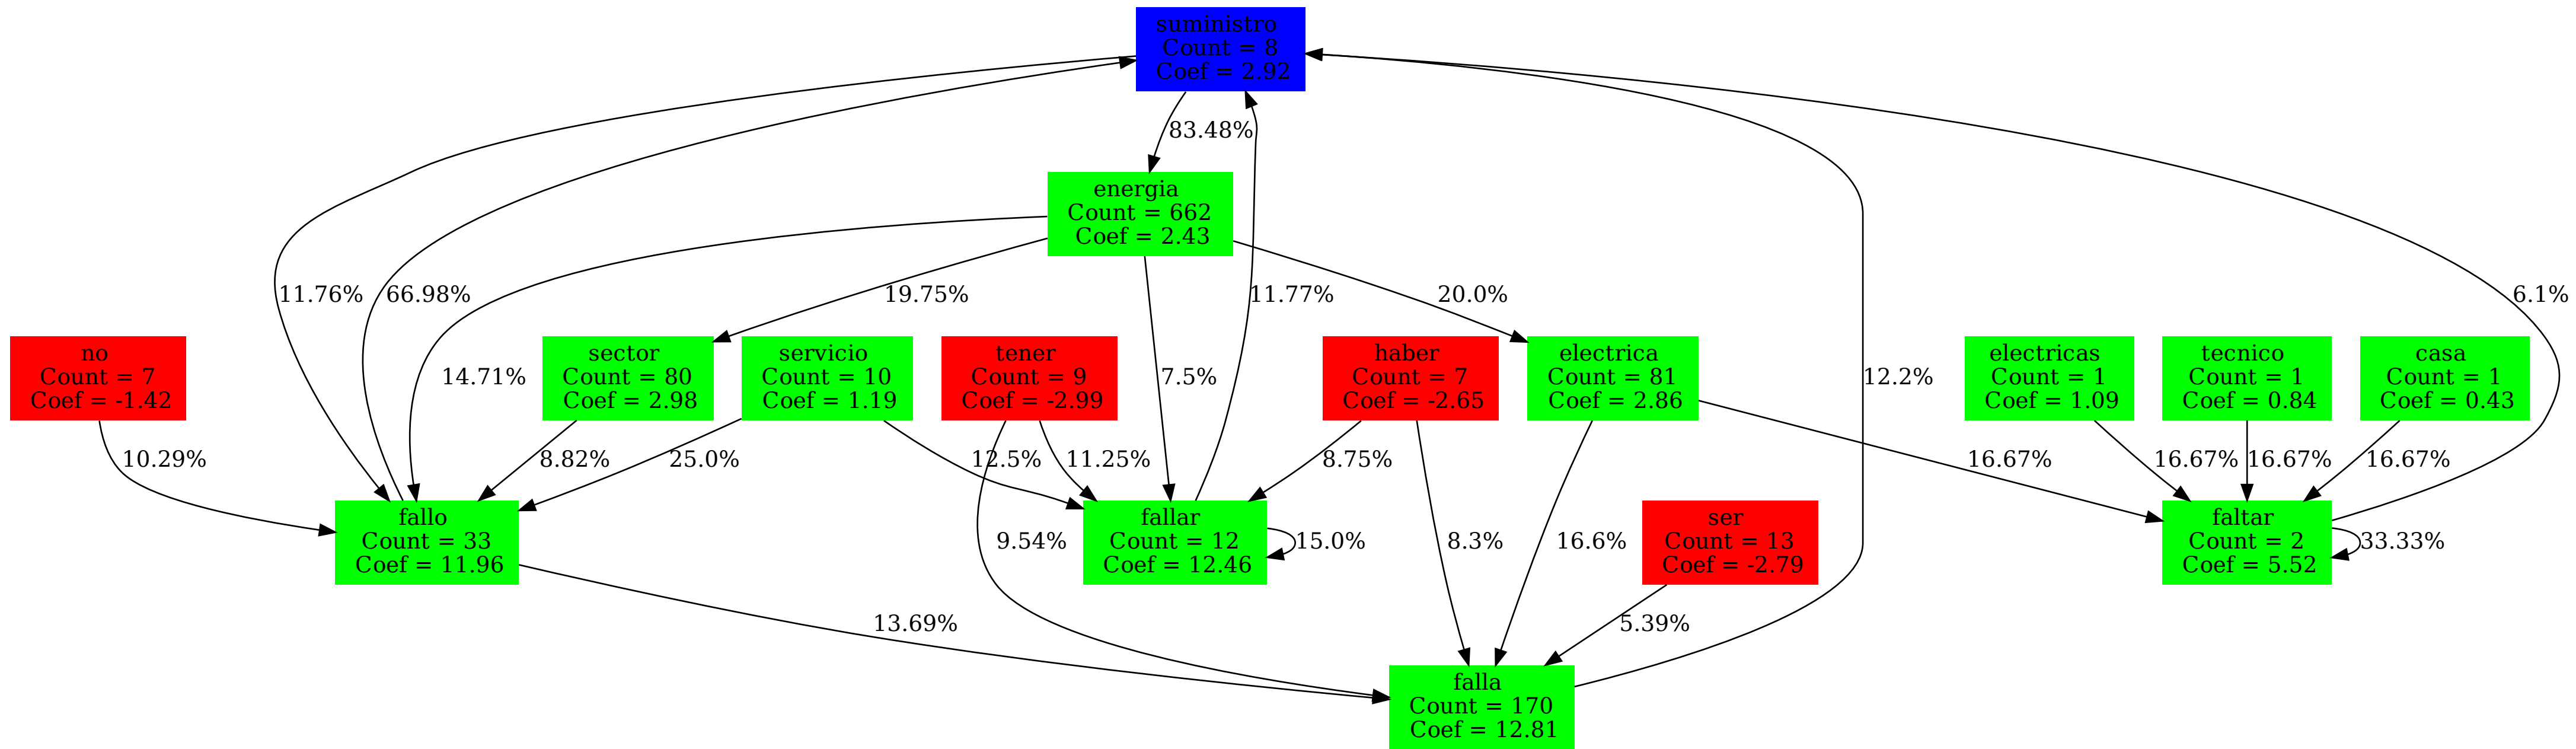 suministro
Count = 8
Coef = 2.92
83.48%
energia
Count = 662
Coef = 2.43
11.76%
66.98%
19.75%
11.77%
20.0%
6.1%
no
Count = 7
Coef = -1.42
14.71%
sector
Count = 80
Coef = 2.98
servicio
Count = 10
Coef = 1.19
tener
Count = 9
Coef = -2.99
7.5%
haber
Count = 7
Coef = -2.65
electrica
Count = 81
Coef = 2.86
12.2%
electricas
Count = 1
Coef = 1.09
tecnico
Count = 1
Coef = 0.84
casa
Count = 1
Coef = 0.43
10.29%
8.82%
25.0%
12.5%
11.25%
8.75%
16.67%
16.67%
16.67%
16.67%
fallo
Count = 33
Coef = 11.96
9.54%
fallar
Count = 12
Coef = 12.46
15.0%
8.3%
16.6%
ser
Count = 13
Coef = -2.79
faltar
Count = 2
Coef = 5.52
33.33%
13.69%
5.39%
falla
Count = 170
Coef = 12.81